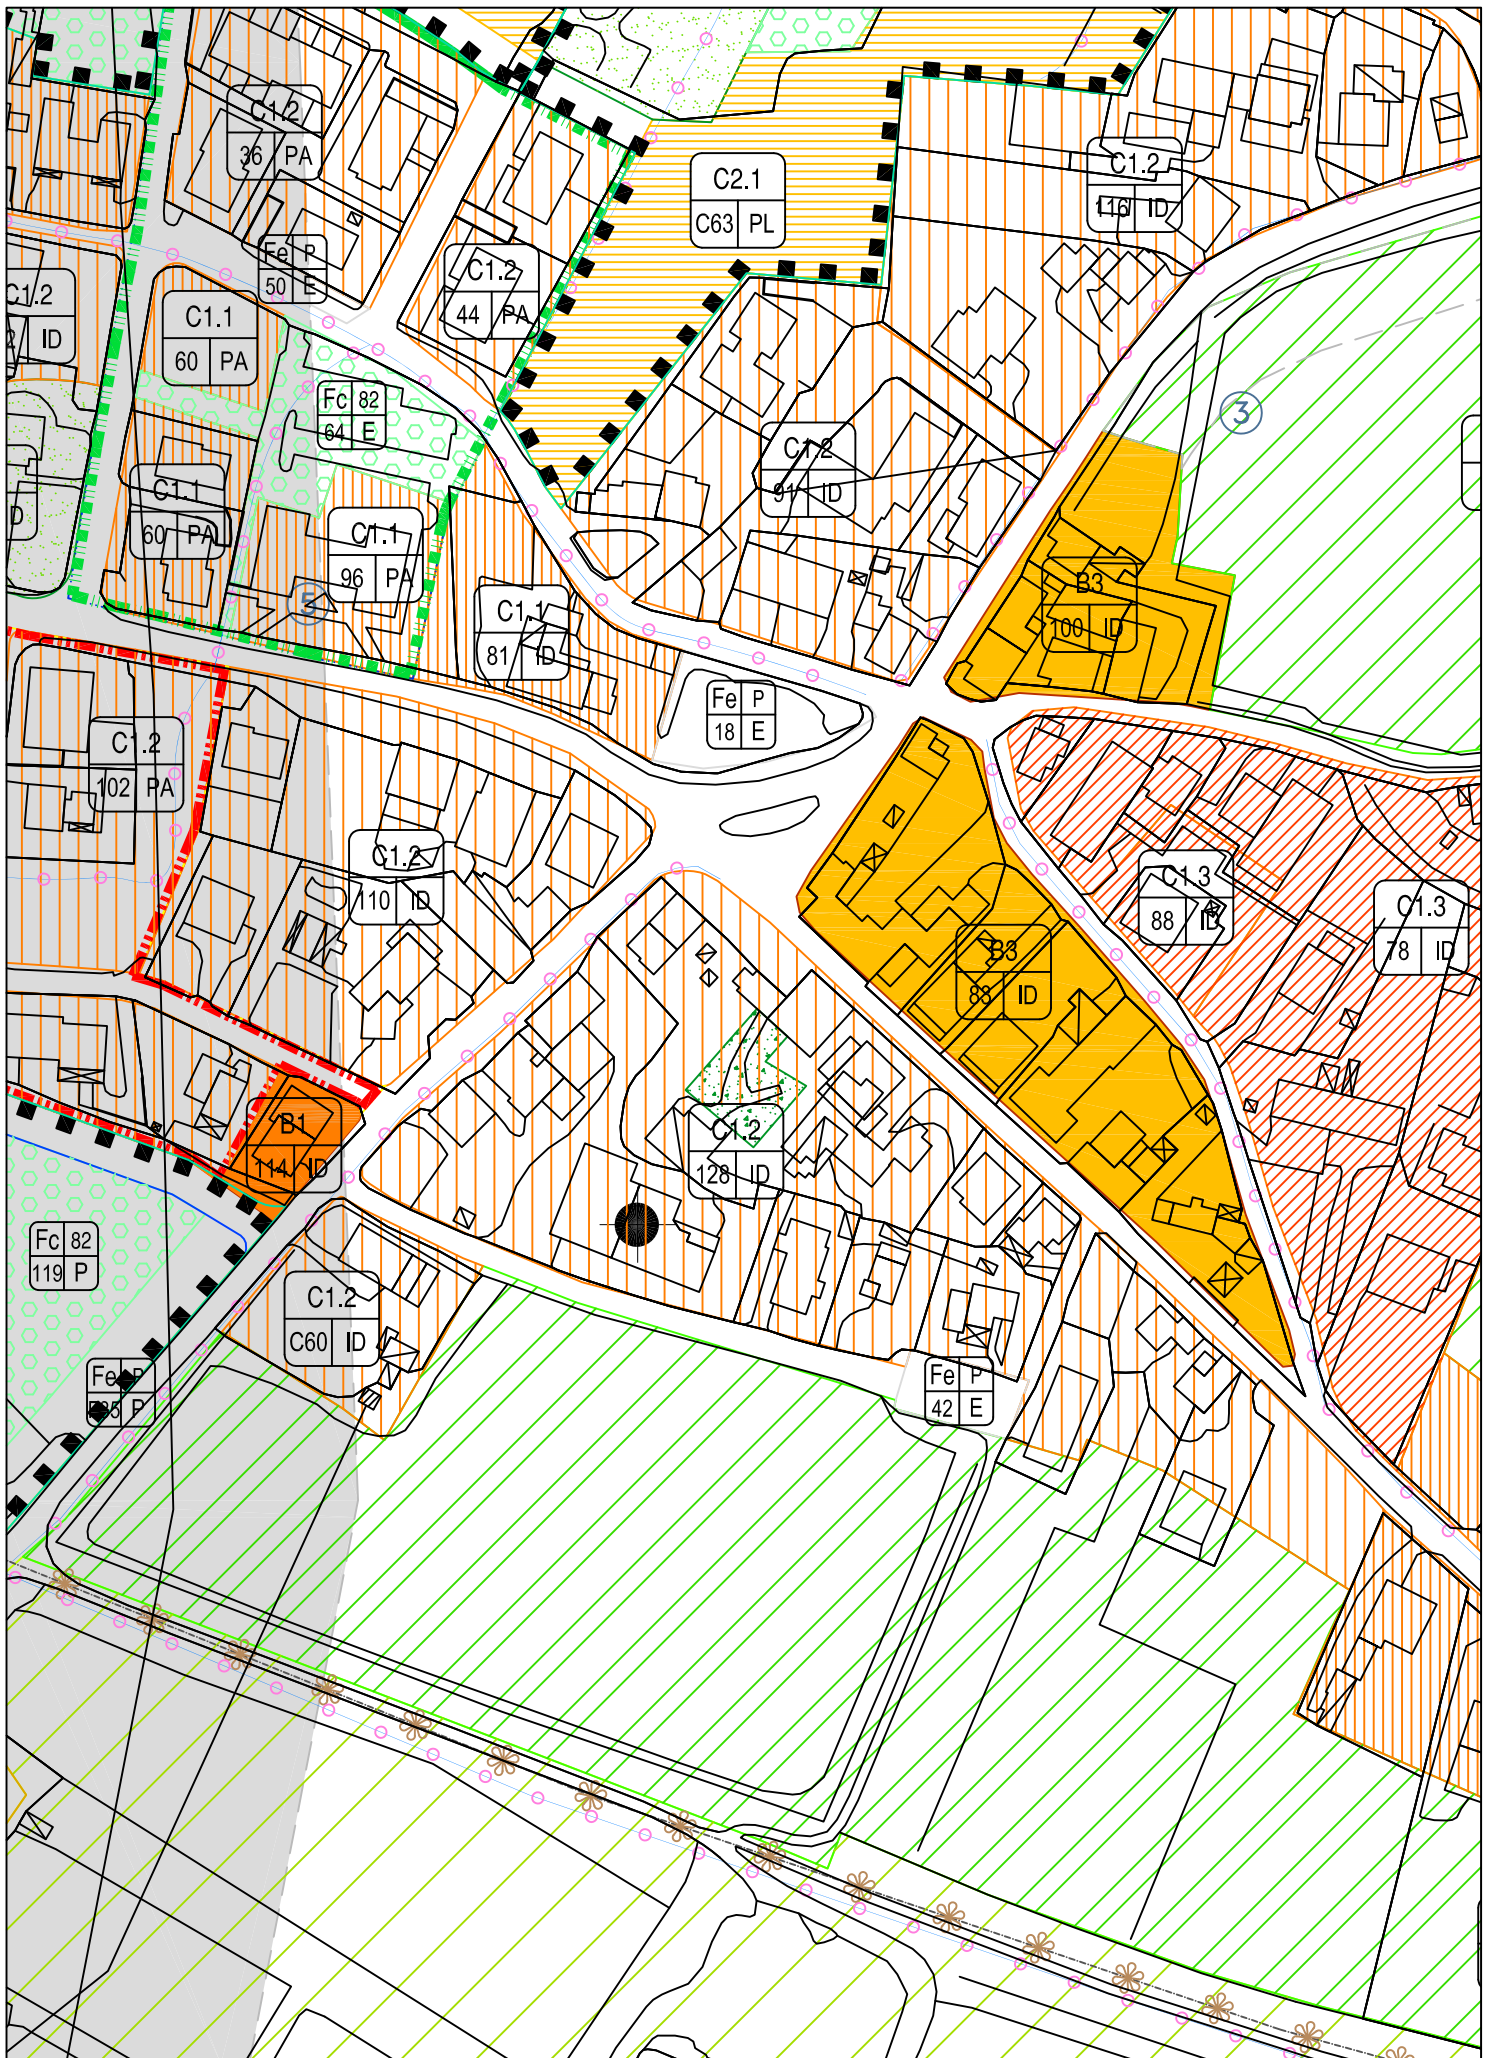 C1.2
36 PA
C2.1
C63 PL
C1.2
116 ID
Fe P
50 E
C1.2
44 PA
C1.2
ID
C1.1
60 PA
Fc 82
64 E
3
C1.2
91 ID
C1.1
60 PA
D
C1.1
96 PA
5
C1.1
81 ID
B3
100 ID
Fe P
18 E
C1.2
102 PA
C1.2
110 ID
C1.3
88 ID
C1.3
78 ID
B3
83 ID
B1
114 ID
C1.2
128 ID
Fc 82
119 P
C1.2
C60 ID
Fe P
P
Fe P
42 E